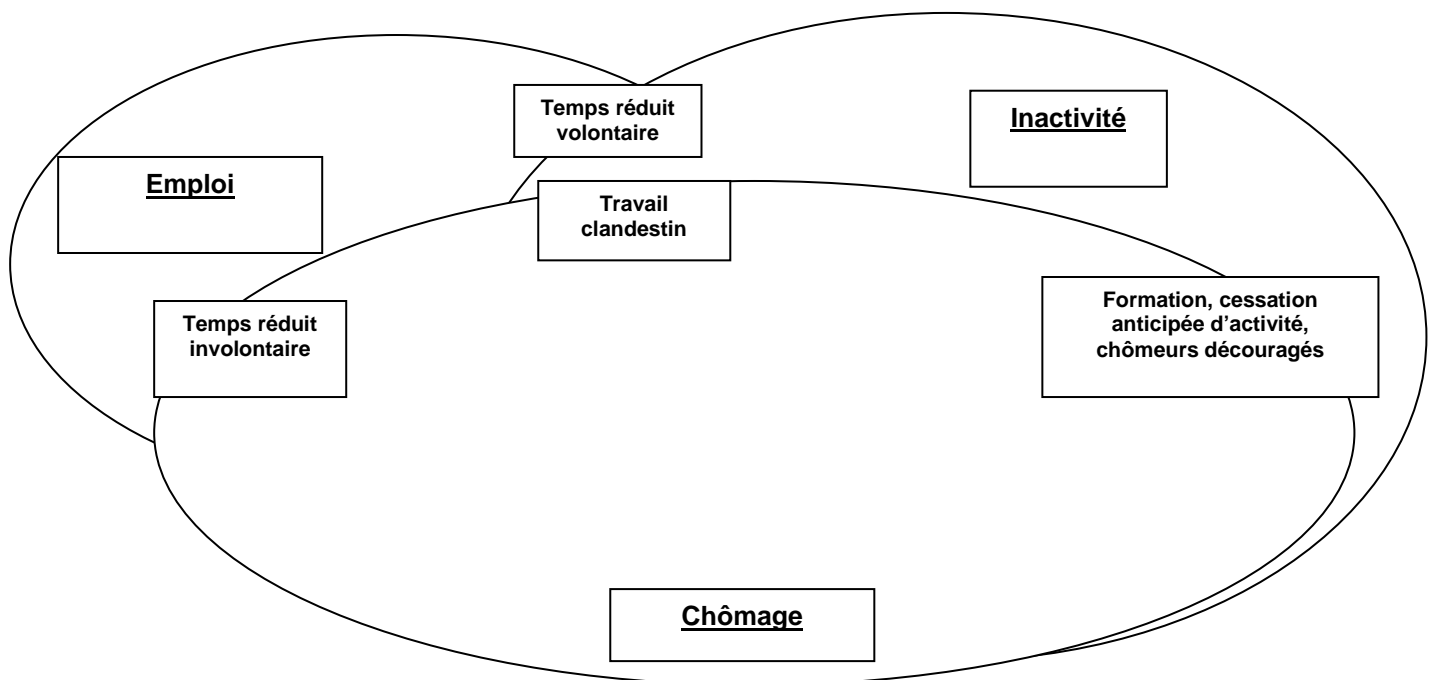 Temps réduit
volontaire
Inactivité
Emploi
Travail
clandestin
Temps réduit
involontaire
Formation, cessation
anticipée d’activité,
chômeurs découragés
Chômage